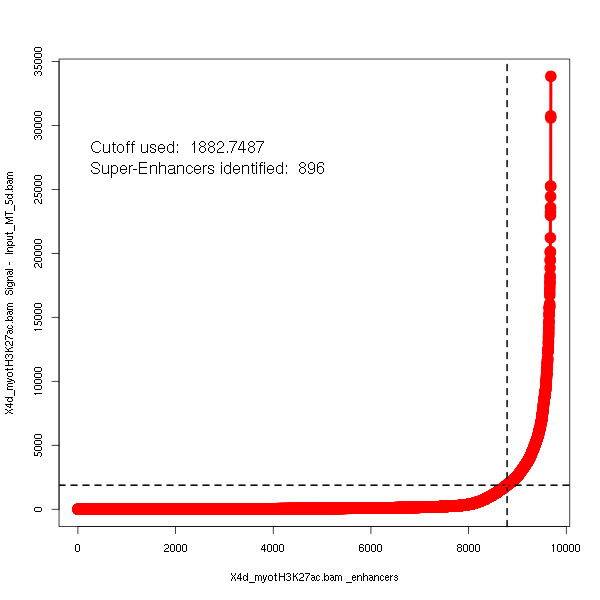 Cutoff used:  1882.7487
Super-Enhancers identified:  896
X4d_myotH3K27ac.bam  Signal -  Input_MT_5d.bam
35000
30000
25000
20000
15000
10000
5000
0
0 2000 4000 6000 8000 10000
X4d_myotH3K27ac.bam _enhancers